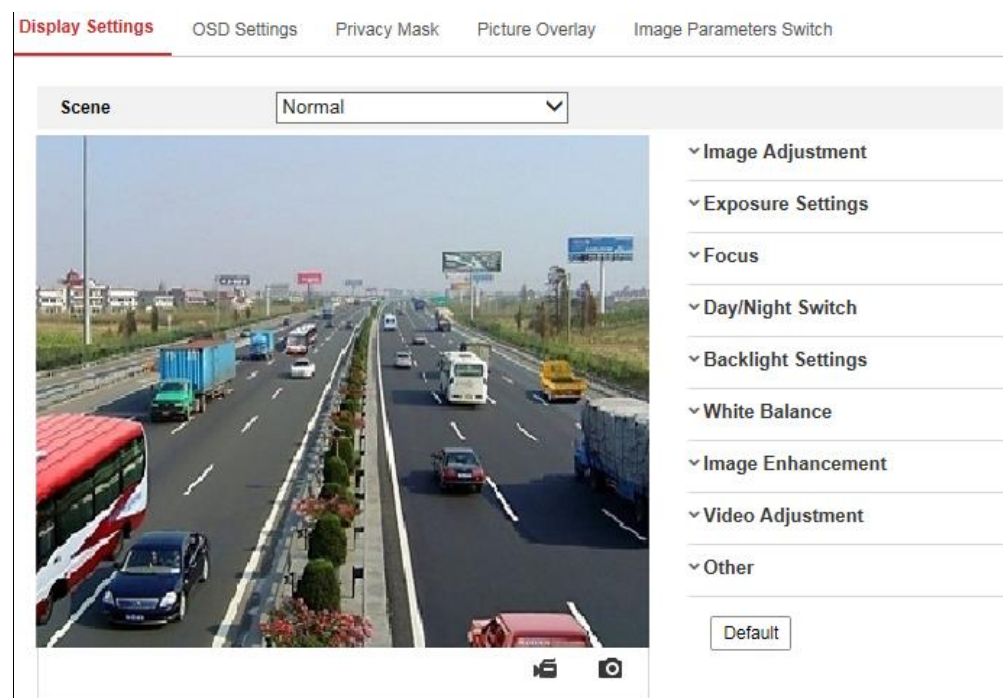 Display Settings OSD Settings Privacy Mask Picture Overlay Image Parameters Switch
Scene Normal
Image Adjustment
Exposure Settings
Focus
Day/Night Switch
Backlight Settings
White Balance
Image Enhancement
Video Adjustment
Other
Default